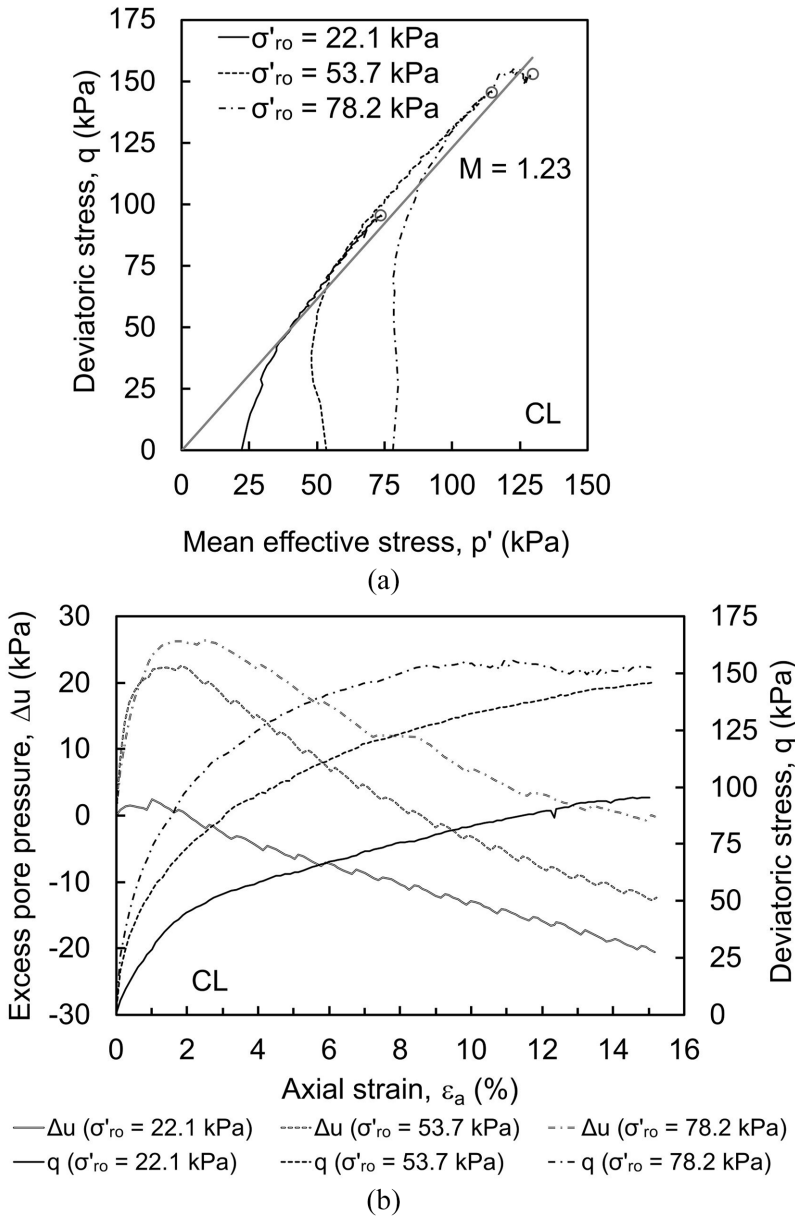 175
150
125
100
75
50
25
0
Deviatoric stress, q (kPa)
σ'ro = 22.1 kPa
σ'ro = 53.7 kPa
σ'ro = 78.2 kPa
M = 1.23
CL
0 25 50 75 100 125 150
Mean effective stress, p' (kPa)
(a)
30
20
10
0
-10
-20
-30
Excess pore pressure, Δu (kPa)
175
150
125
100
75
50
25
0
Deviatoric stress, q (kPa)
CL
0 2 4 6 8 10 12 14 16
Axial strain, εa (%)
Δu (σ'ro = 22.1 kPa) Δu (σ'ro = 53.7 kPa) Δu (σ'ro = 78.2 kPa)
q (σ'ro = 22.1 kPa) q (σ'ro = 53.7 kPa) q (σ'ro = 78.2 kPa)
(b)